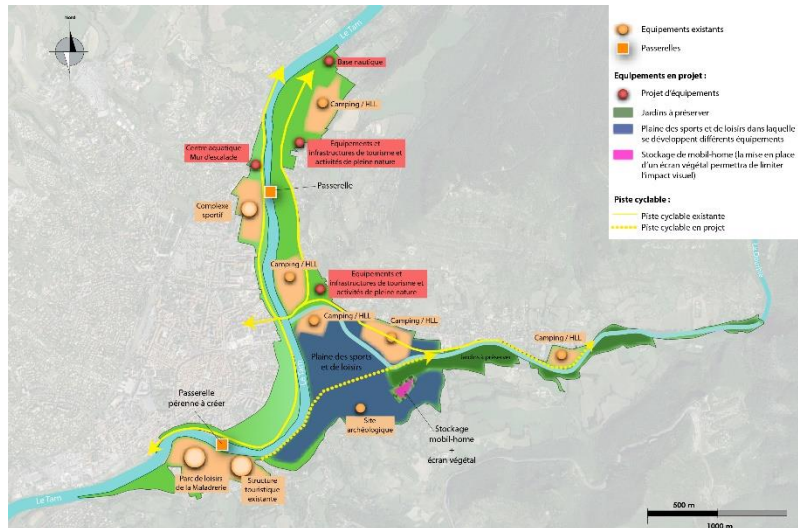 Nord
Le Tarn
Base nautique
Camping / HLL
Centre aquatique
Mur d'escalade
Equipements et
infrastructures de tourisme et
activités de pleine nature
Passerelle
Complexe
sportif
Camping / HLL
Equipements et
infrastructures de tourisme et
activités de pleine nature
Camping / HLL
Camping / HLL
Camping / HLL
Plaine des sports
et de loisirs
Jardins à préserver
Passerelle
pérenne à créer
Site
archéologique
Stockage
mobil-home
+
écran végétal
Parc de loisirs
de la Maladrerie
Structure
touristique
existante
Le Tarn
Equipements existants
Passerelles
Equipements en projet :
Projet d'équipements
Jardins à préserver
Plaine des sports et de loisirs dans laquelle
se développent différents équipements
Stockage de mobil-home (la mise en place
d'un écran végétal permettra de limiter
l'impact visuel)
Piste cyclable :
Piste cyclable existante
Piste cyclable en projet
500 m
1000 m